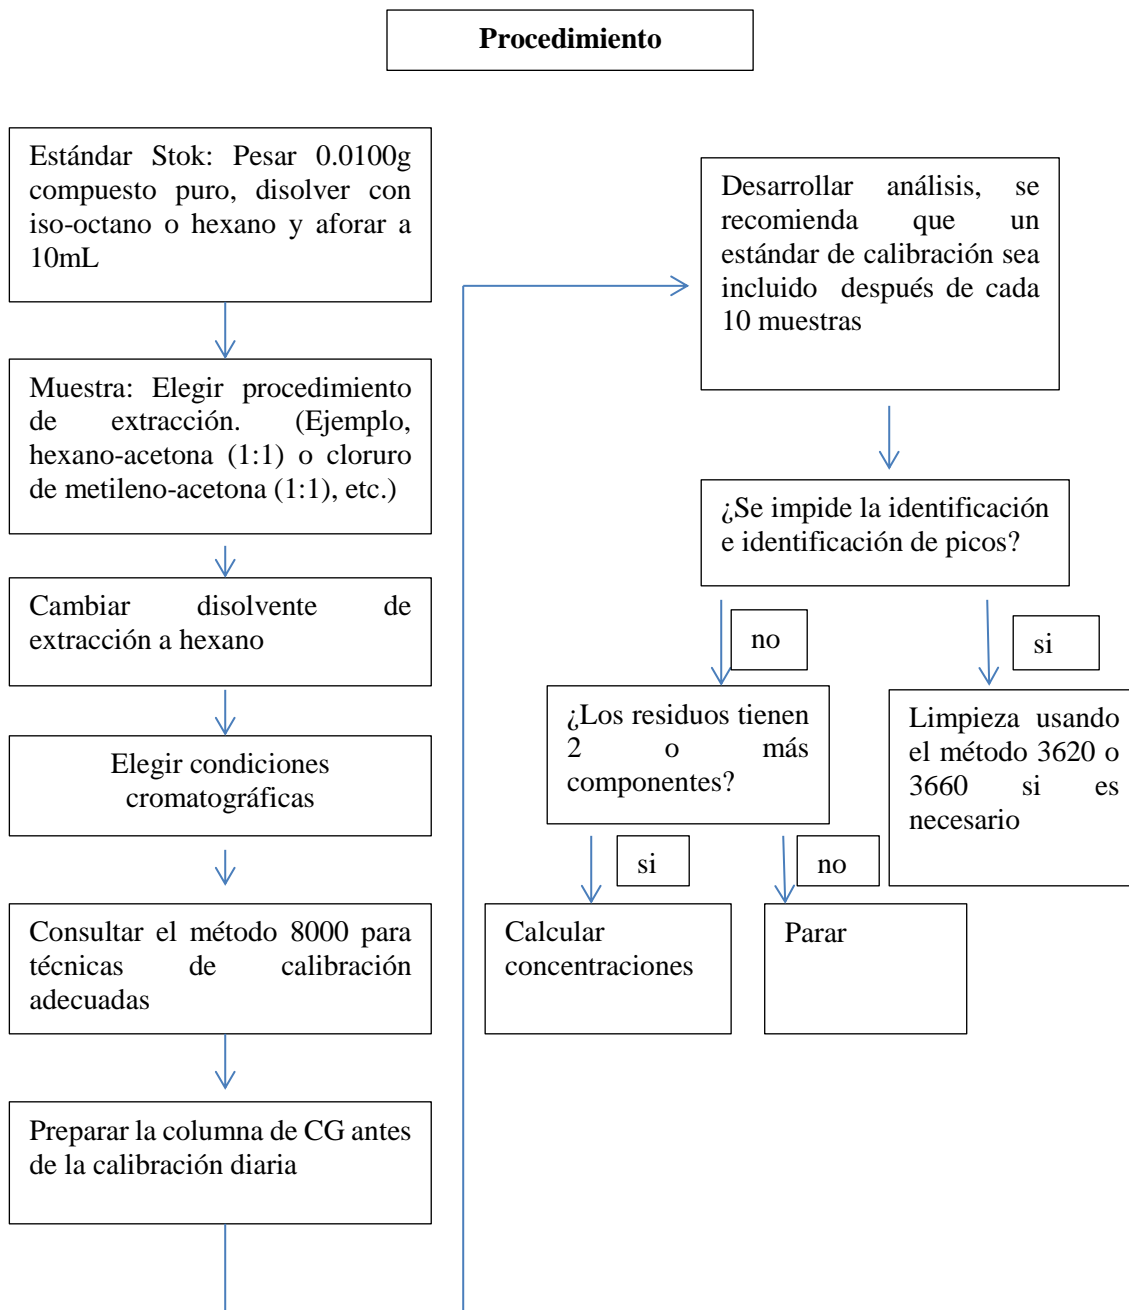 Procedimiento
Estándar Stok: Pesar 0.0100g
compuesto puro, disolver con
iso-octano o hexano y aforar a
10mL
Muestra: Elegir procedimiento
de extracción. (Ejemplo,
hexano-acetona (1:1) o cloruro
de metileno-acetona (1:1), etc.)
Cambiar disolvente de
extracción a hexano
Elegir condiciones
cromatográficas
Consultar el método 8000 para
técnicas de calibración
adecuadas
Preparar la columna de CG antes
de la calibración diaria
Desarrollar análisis, se
recomienda que un
estándar de calibración sea
incluido después de cada
10 muestras
¿Se impide la identificación
e identificación de picos?
no
si
¿Los residuos tienen
2 o más
componentes?
Limpieza usando
el método 3620 o
3660 si es
necesario
si
no
Calcular
concentraciones
Parar